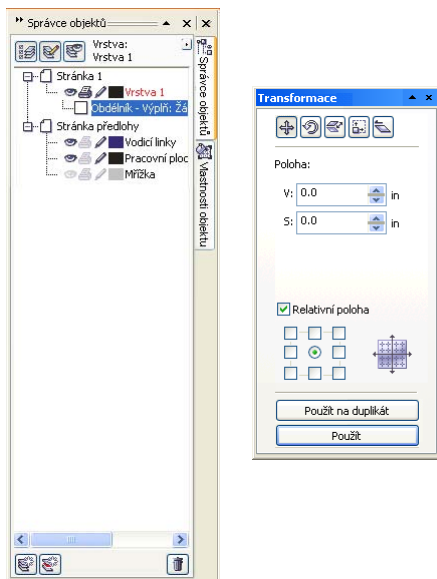 Správce objektů
Vrstva:
Vrstva 1
Stránka 1
Vrstva 1
Obdélník - Výplň: Žá
Stránka předlohy
Vodicí linky
Pracovní ploc
Mřížka
Správce objektů
Vlastnosti objektu
Transformace
Poloha:
V: 0.0 in
S: 0.0 in
Relativní poloha
Použít na duplikát
Použít